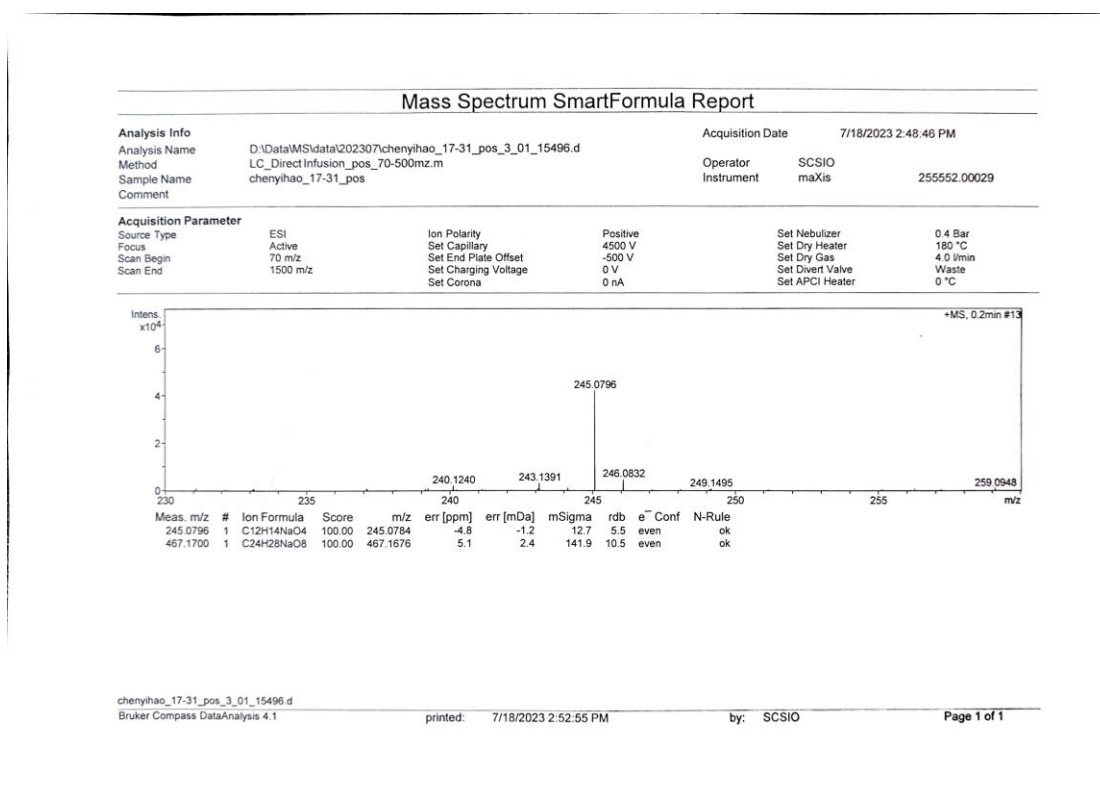 Mass Spectrum SmartFormula Report
Analysis Info
Acquisition Date 7/18/2023 2:48:46 PM
Analysis Name D:\Data\MS\data\202307\chenyihao_17-31_pos_3_01_15496.d
Method LC_Direct Infusion_pos_70-500mz.m Operator SCSIO
Sample Name chenyihao_17-31_pos Instrument maXis 255552.00029
Comment
Acquisition Parameter
Source Type ESI Ion Polarity Positive Set Nebulizer 0.4 Bar
Focus Active Set Capillary 4500 V Set Dry Heater 180 °C
Scan Begin 70 m/z Set End Plate Offset -500 V Set Dry Gas 4.0 l/min
Scan End 1500 m/z Set Charging Voltage 0 V Set Divert Valve Waste
Set Corona 0 nA Set APCI Heater 0 °C
Intens. +MS, 0.2min #13
x10⁴
6
4
2
0
245.0796
240.1240 243.1391 246.0832 249.1495 259.0948
230 235 240 245 250 255 m/z
Meas. m/z # Ion Formula Score m/z err [ppm] err [mDa] mSigma rdb e⁻ Conf N-Rule
245.0796 1 C12H14NaO4 100.00 245.0784 -4.8 -1.2 12.7 5.5 even ok
467.1700 1 C24H28NaO8 100.00 467.1676 5.1 2.4 141.9 10.5 even ok
chenyihao_17-31_pos_3_01_15496.d
Bruker Compass DataAnalysis 4.1 printed: 7/18/2023 2:52:55 PM by: SCSIO Page 1 of 1